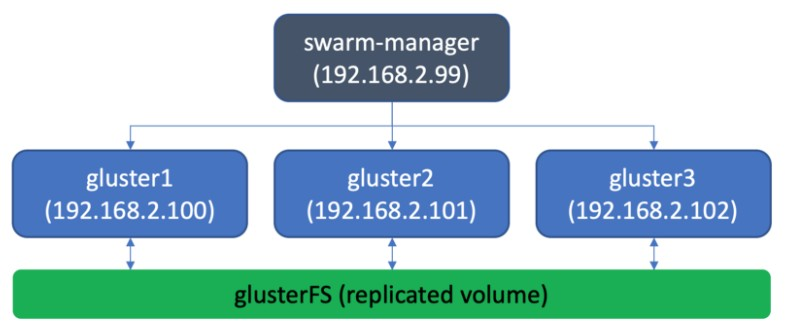 swarm-manager
(192.168.2.99)
gluster1
(192.168.2.100)
gluster2
(192.168.2.101)
gluster3
(192.168.2.102)
glusterFS (replicated volume)